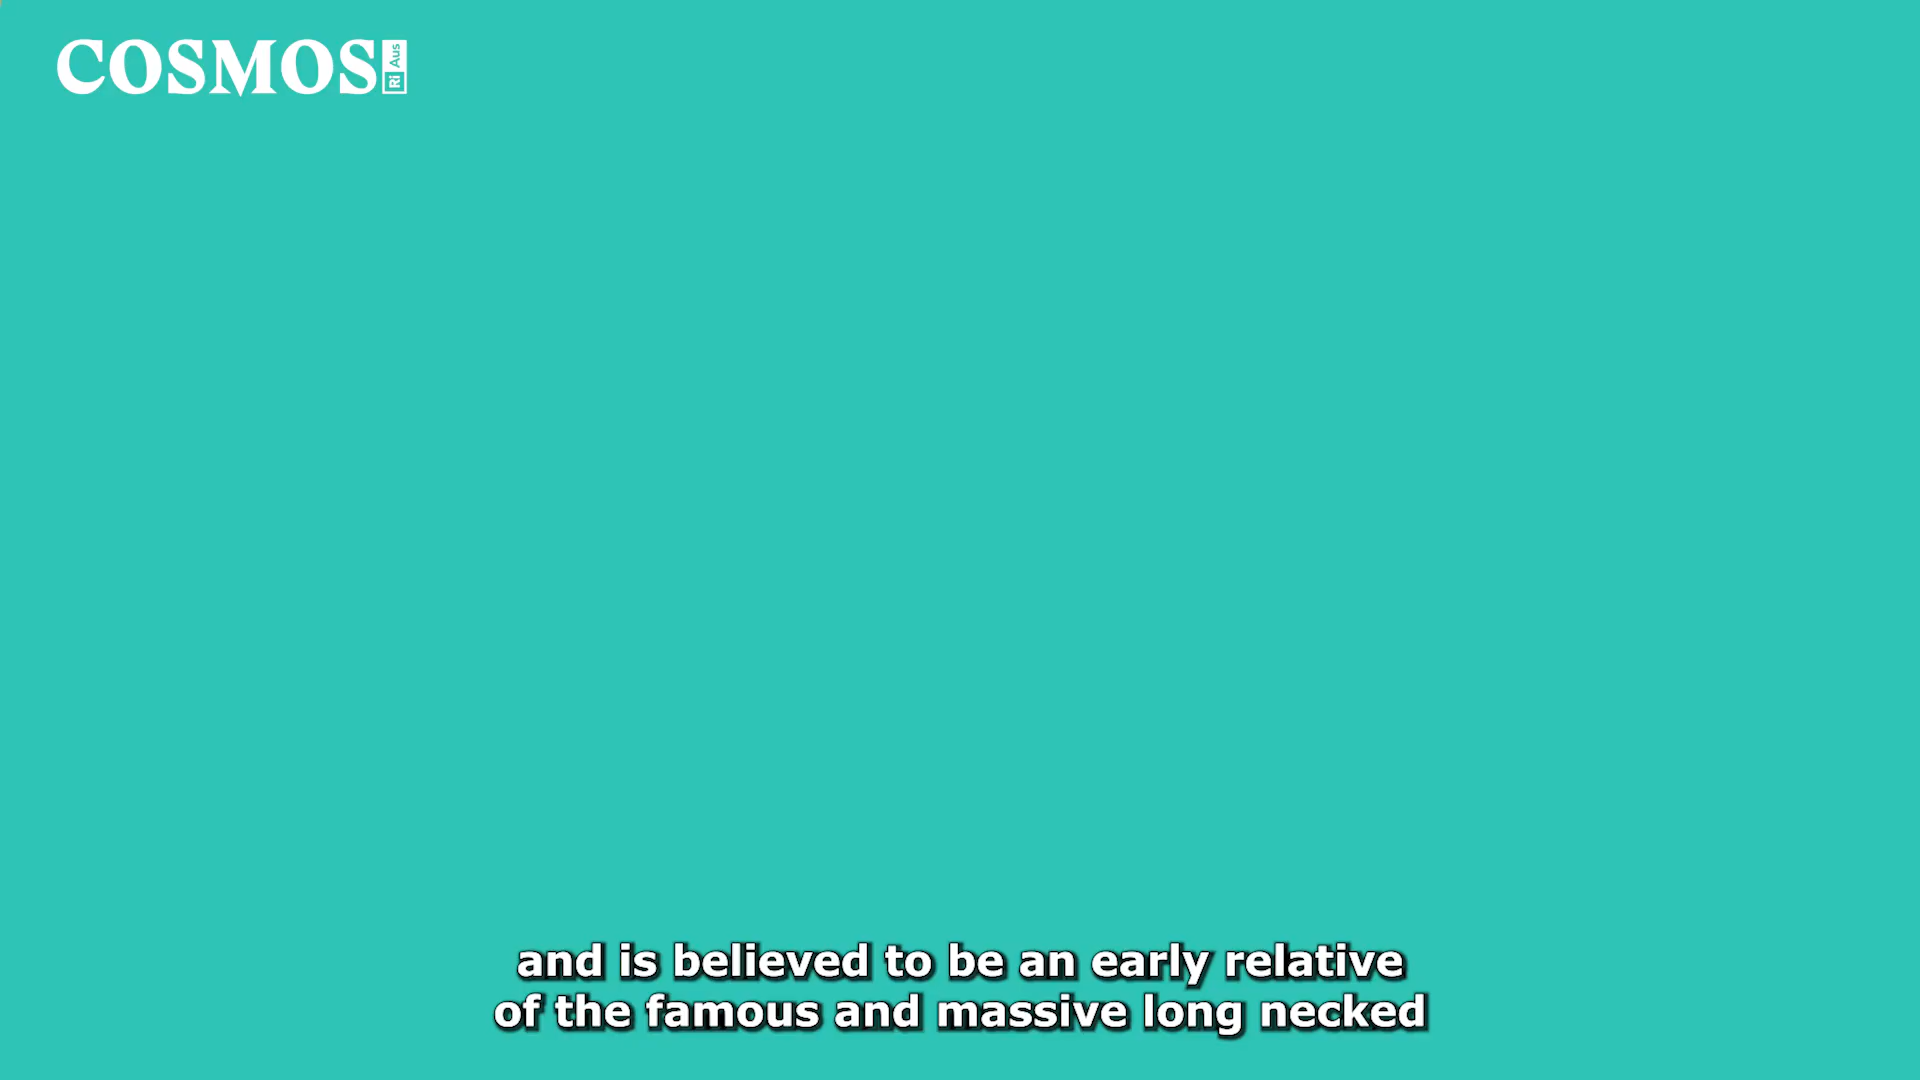 COSMOS
Ri Aus
and is believed to be an early relative
of the famous and massive long necked